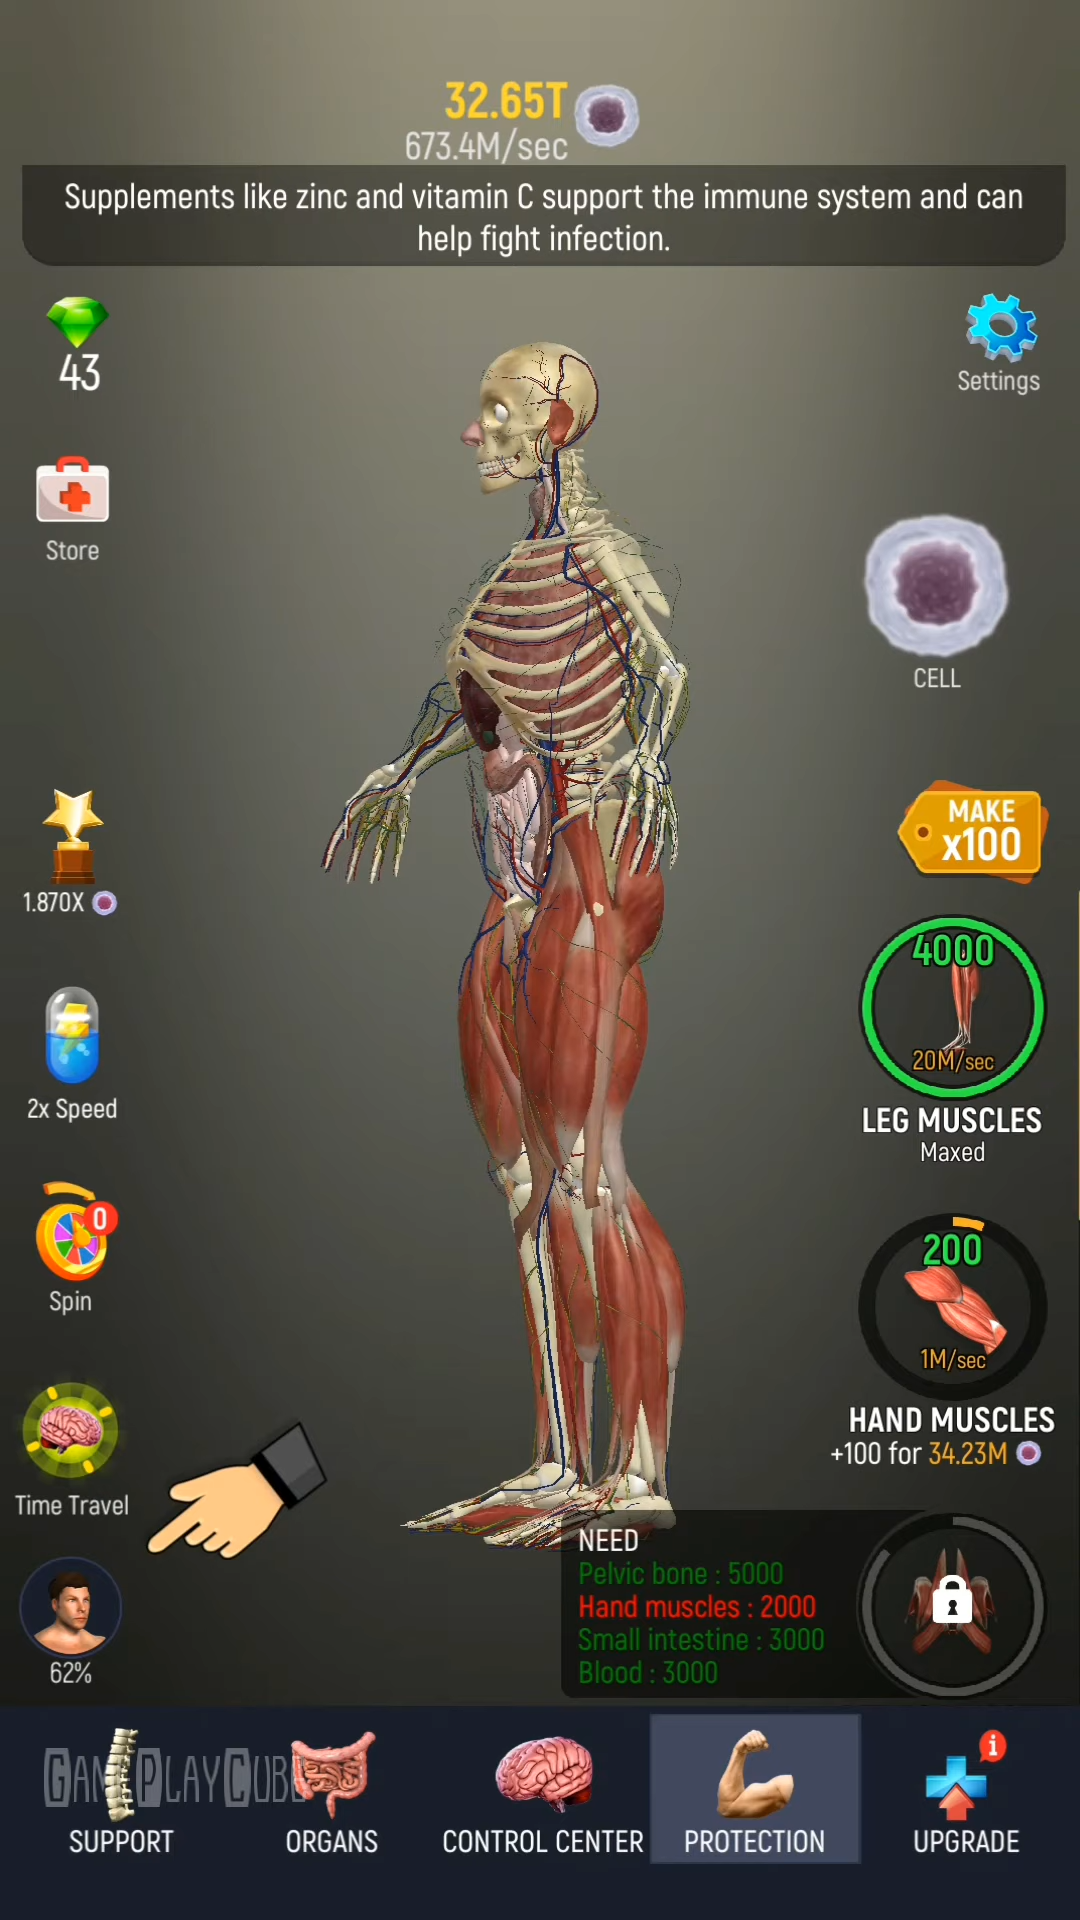 32.65T
673.4M/sec
Supplements like zinc and vitamin C support the immune system and can
help fight infection.
43
Settings
Store
CELL
MAKE
x100
1.870X
4000
20M/sec
LEG MUSCLES
Maxed
2x Speed
0
Spin
200
1M/sec
HAND MUSCLES
+100 for 34.23M
Time Travel
NEED
Pelvic bone : 5000
Hand muscles : 2000
Small intestine : 3000
Blood : 3000
62%
GAMEPLAYCUBE
SUPPORT
ORGANS
CONTROL CENTER
PROTECTION
i
UPGRADE